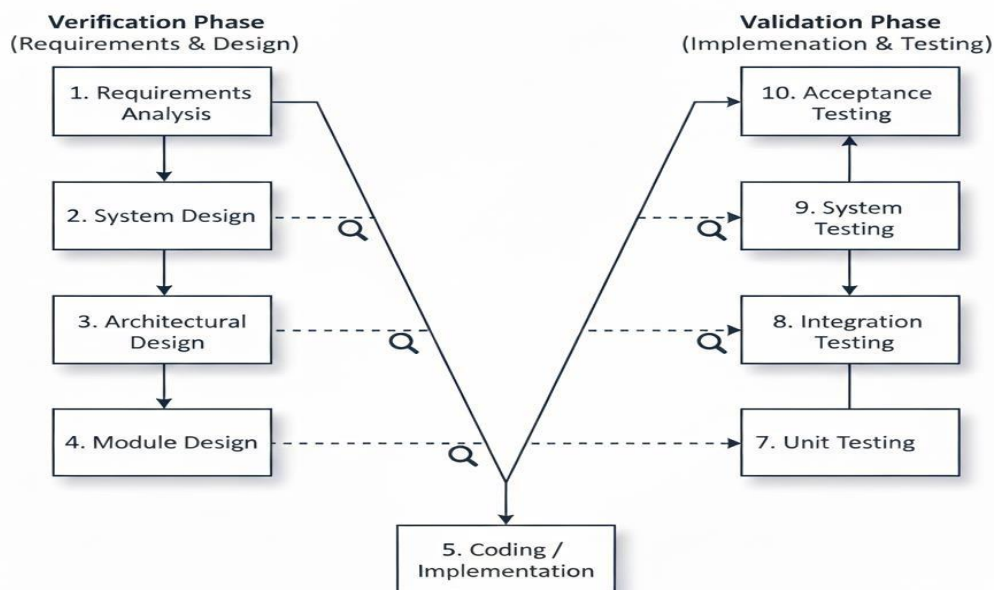 Verification Phase
(Requirements & Design)
1. Requirements
Analysis
2. System Design
3. Architectural
Design
4. Module Design
5. Coding /
Implementation
Validation Phase
(Implemenation & Testing)
10. Acceptance
Testing
9. System
Testing
8. Integration
Testing
7. Unit Testing